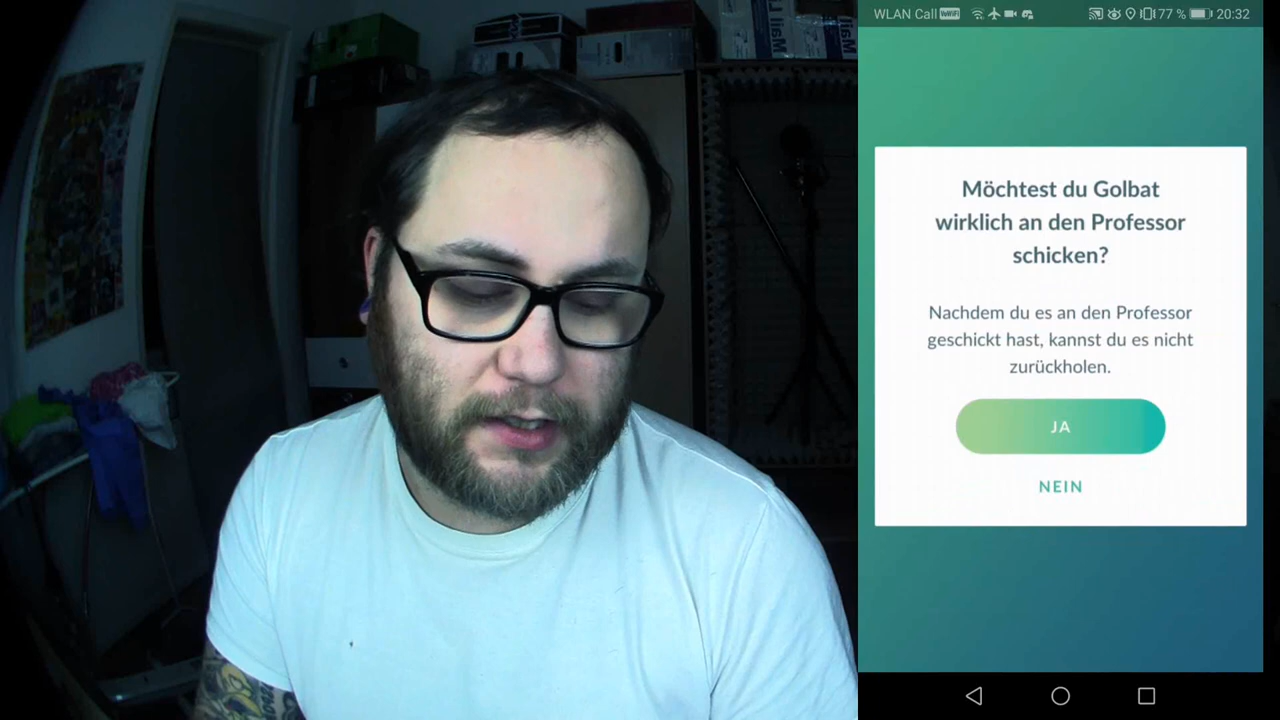 WLAN Call VoWiFi 77 % 20:32
Möchtest du Golbat
wirklich an den Professor
schicken?
Nachdem du es an den Professor
geschickt hast, kannst du es nicht
zurückholen.
JA
NEIN